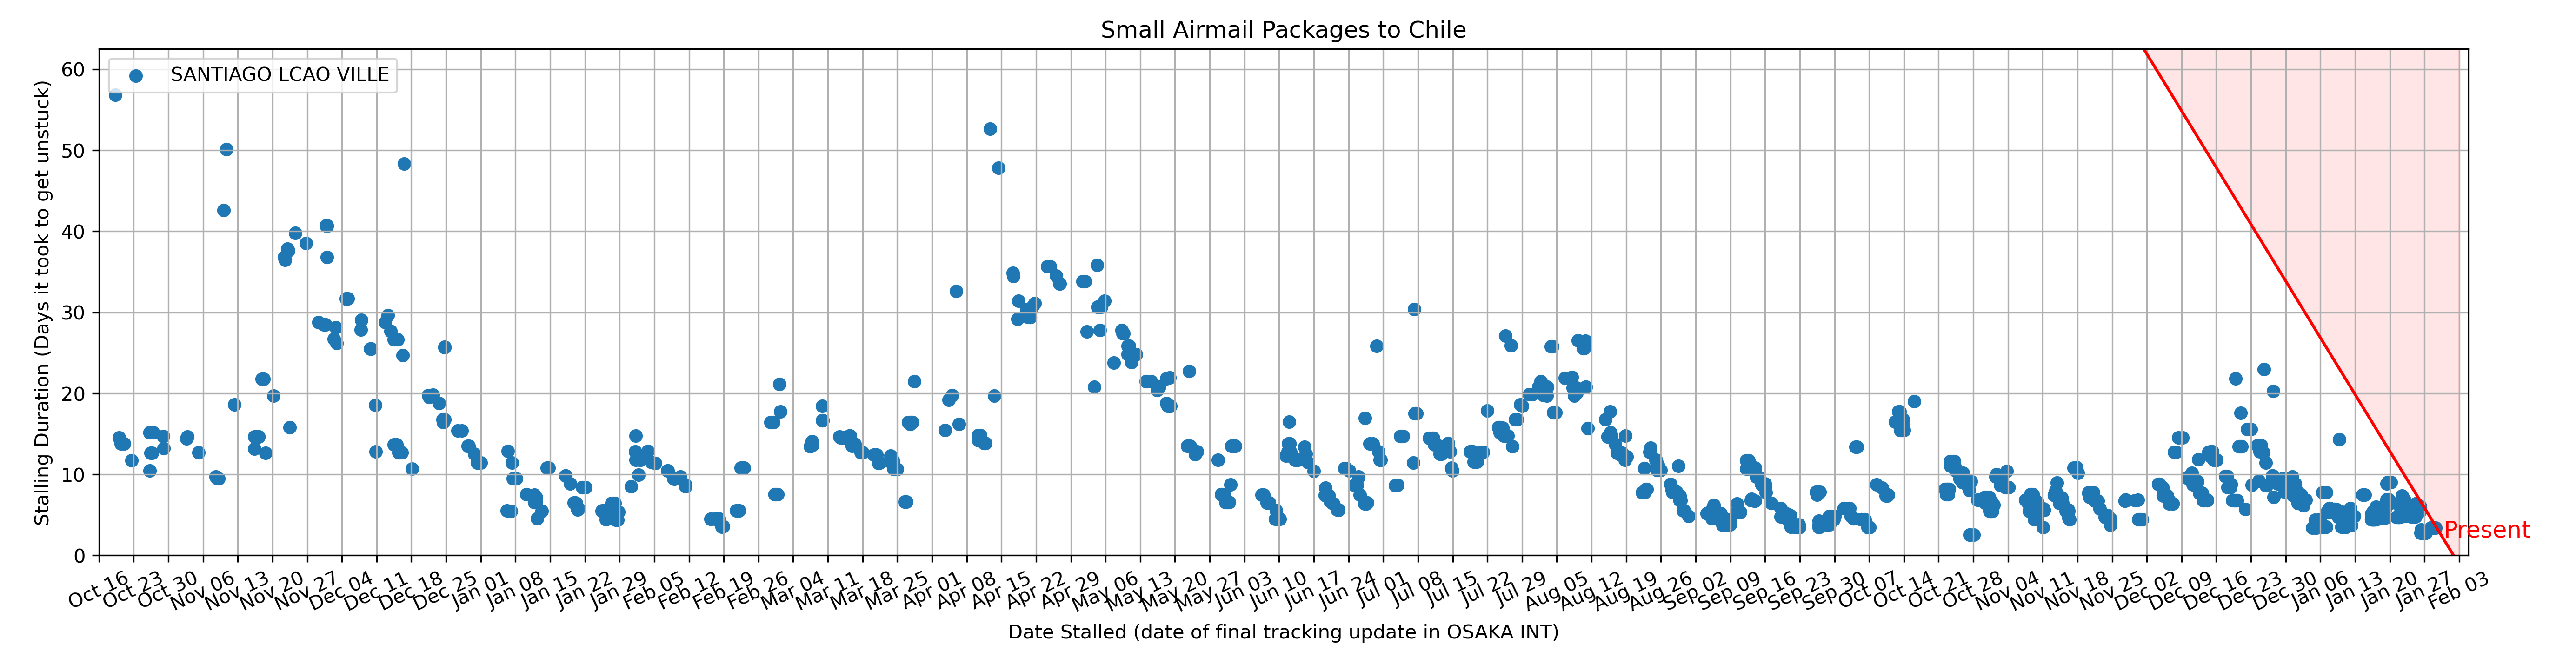 Small Airmail Packages to Chile
SANTIAGO LCAO VILLE
Stalling Duration (Days it took to get unstuck)
60
50
40
30
20
10
0
Present
Oct 16
Oct 23
Oct 30
Nov 06
Nov 13
Nov 20
Nov 27
Dec 04
Dec 11
Dec 18
Dec 25
Jan 01
Jan 08
Jan 15
Jan 22
Jan 29
Feb 05
Feb 12
Feb 19
Feb 26
Mar 04
Mar 11
Mar 18
Mar 25
Apr 01
Apr 08
Apr 15
Apr 22
Apr 29
May 06
May 13
May 20
May 27
Jun 03
Jun 10
Jun 17
Jun 24
Jul 01
Jul 08
Jul 15
Jul 22
Jul 29
Aug 05
Aug 12
Aug 19
Aug 26
Sep 02
Sep 09
Sep 16
Sep 23
Sep 30
Oct 07
Oct 14
Oct 21
Oct 28
Nov 04
Nov 11
Nov 18
Nov 25
Dec 02
Dec 09
Dec 16
Dec 23
Dec 30
Jan 06
Jan 13
Jan 20
Jan 27
Feb 03
Date Stalled (date of final tracking update in OSAKA INT)